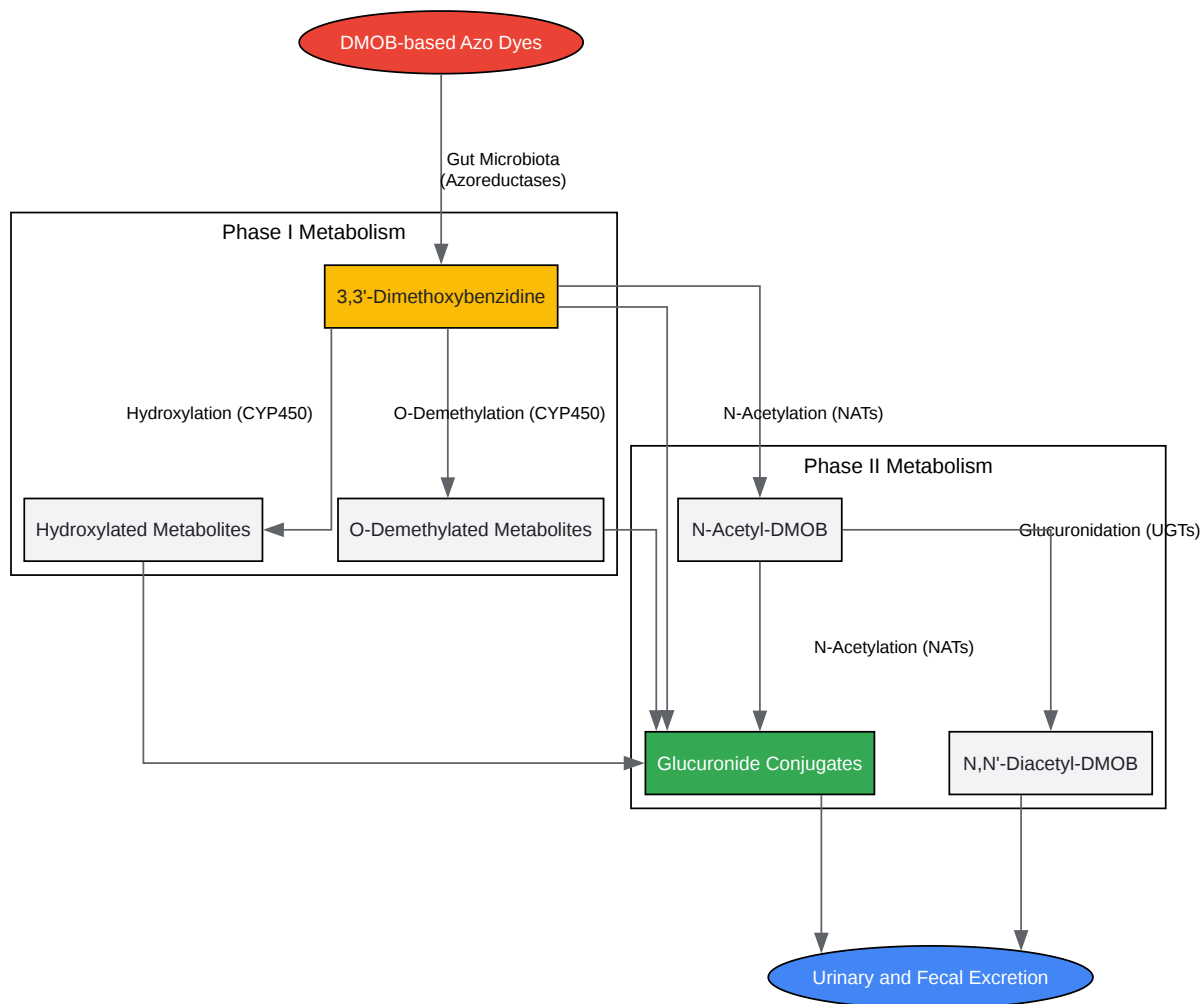 DMOB-based Azo Dyes
Gut Microbiota
(Azoreductases)
Phase I Metabolism
3,3'-Dimethoxybenzidine
Hydroxylation (CYP450)
O-Demethylation (CYP450)
N-Acetylation (NATs)
Phase II Metabolism
Hydroxylated Metabolites
O-Demethylated Metabolites
N-Acetyl-DMOB
Glucuronidation (UGTs)
N-Acetylation (NATs)
Glucuronide Conjugates
N,N'-Diacetyl-DMOB
Urinary and Fecal Excretion